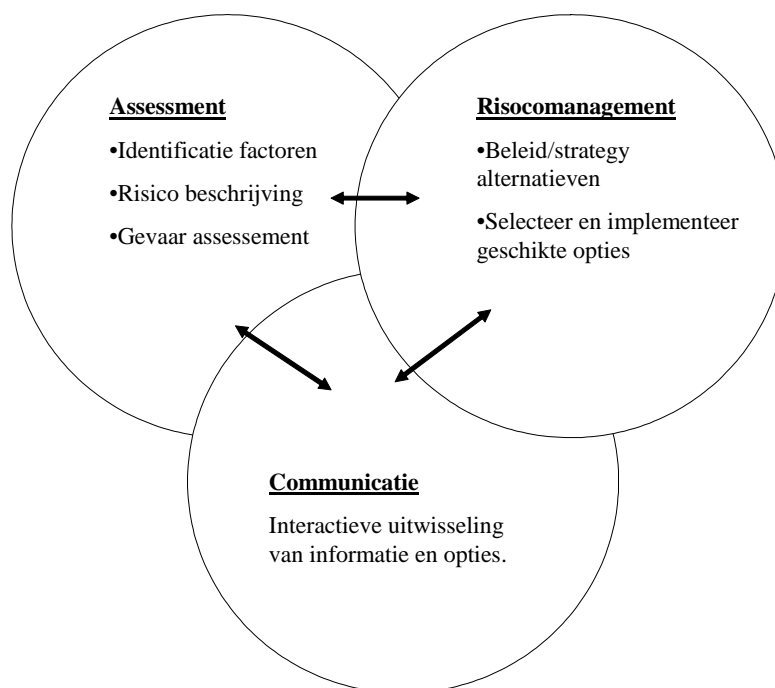 Assessment
•Identificatie factoren
•Risico beschrijving
•Gevaar assessement
Risocomanagement
•Beleid/strategy
alternatieven
•Selecteer en implementeer
geschikte opties
Communicatie
Interactieve uitwisseling
van informatie en opties.